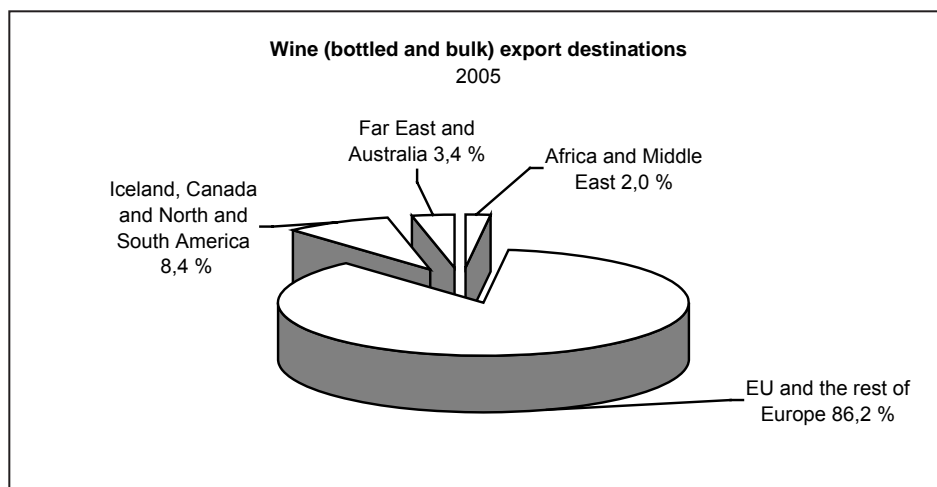 Wine (bottled and bulk) export destinations
2005
Far East and
Australia 3,4 %
Africa and Middle
East 2,0 %
Iceland, Canada
and North and
South America
8,4 %
EU and the rest of
Europe 86,2 %